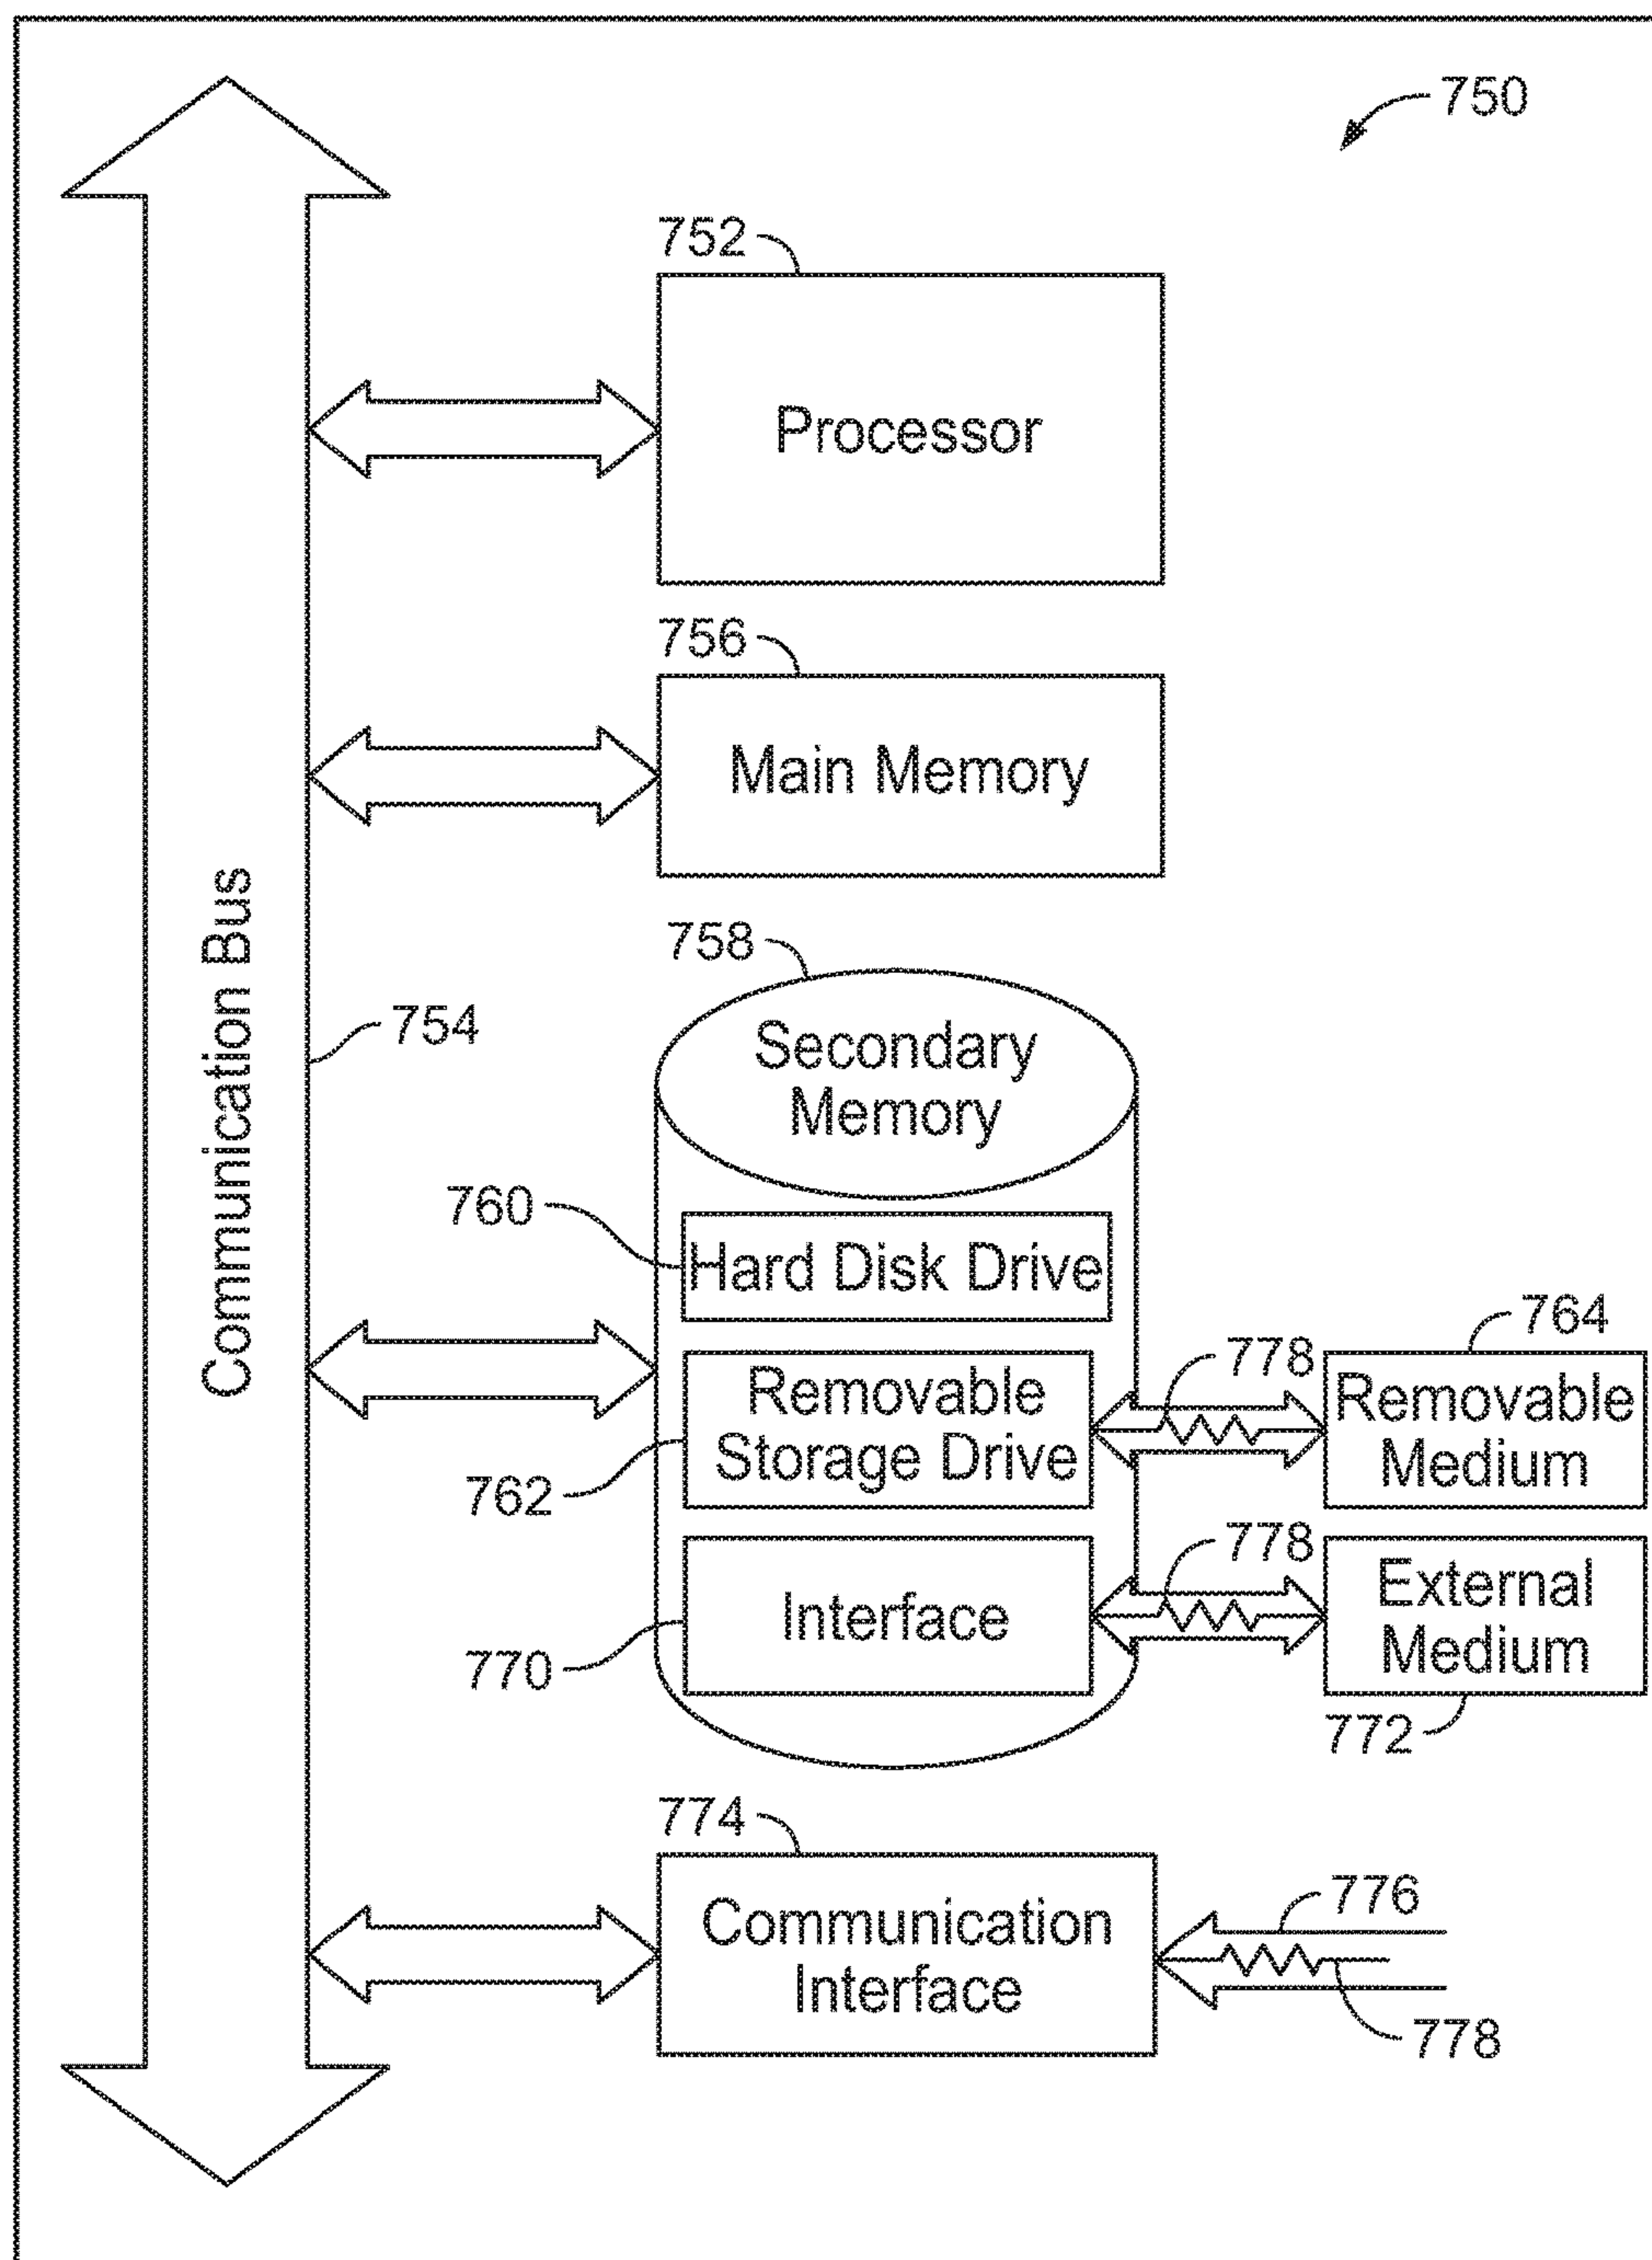 750
752
Processor
756
Main Memory
Communication Bus
754
758
Secondary
Memory
760
Hard Disk Drive
762
Removable
Storage Drive
778
764
Removable
Medium
770
Interface
778
External
Medium
772
774
Communication
Interface
776
778